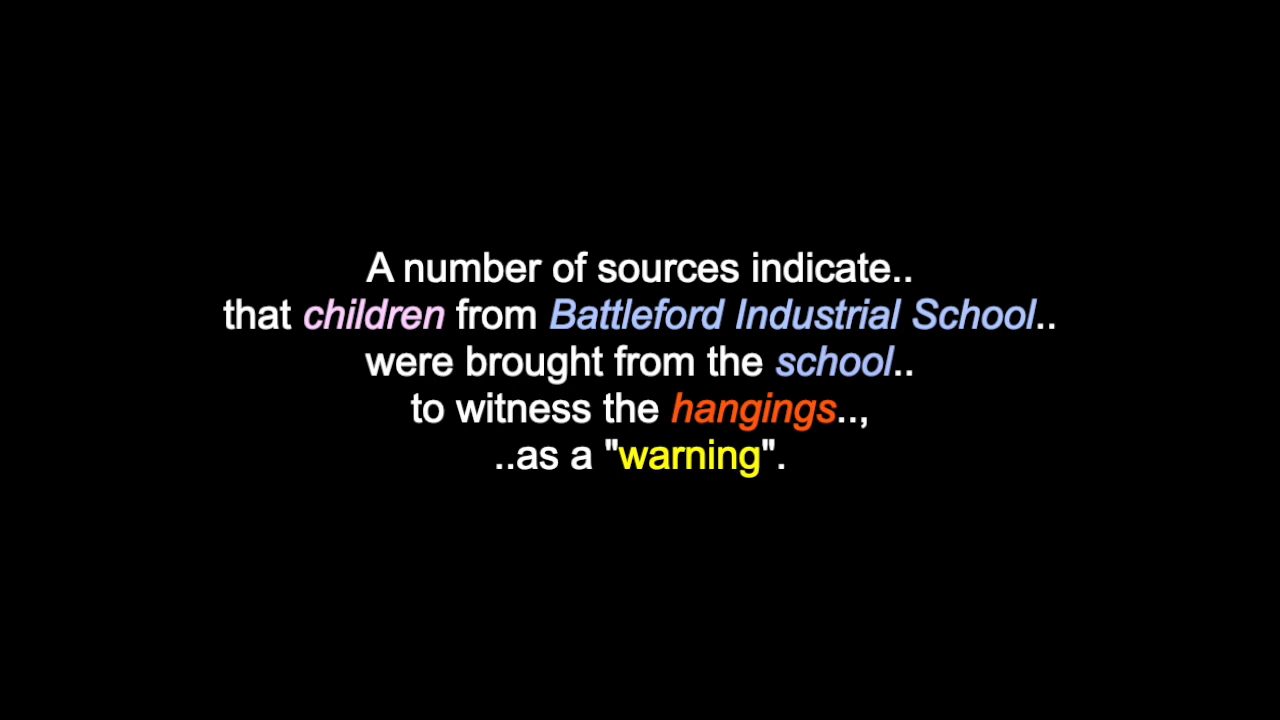 A number of sources indicate..
that children from Battleford Industrial School..
were brought from the school..
to witness the hangings..,
..as a "warning".